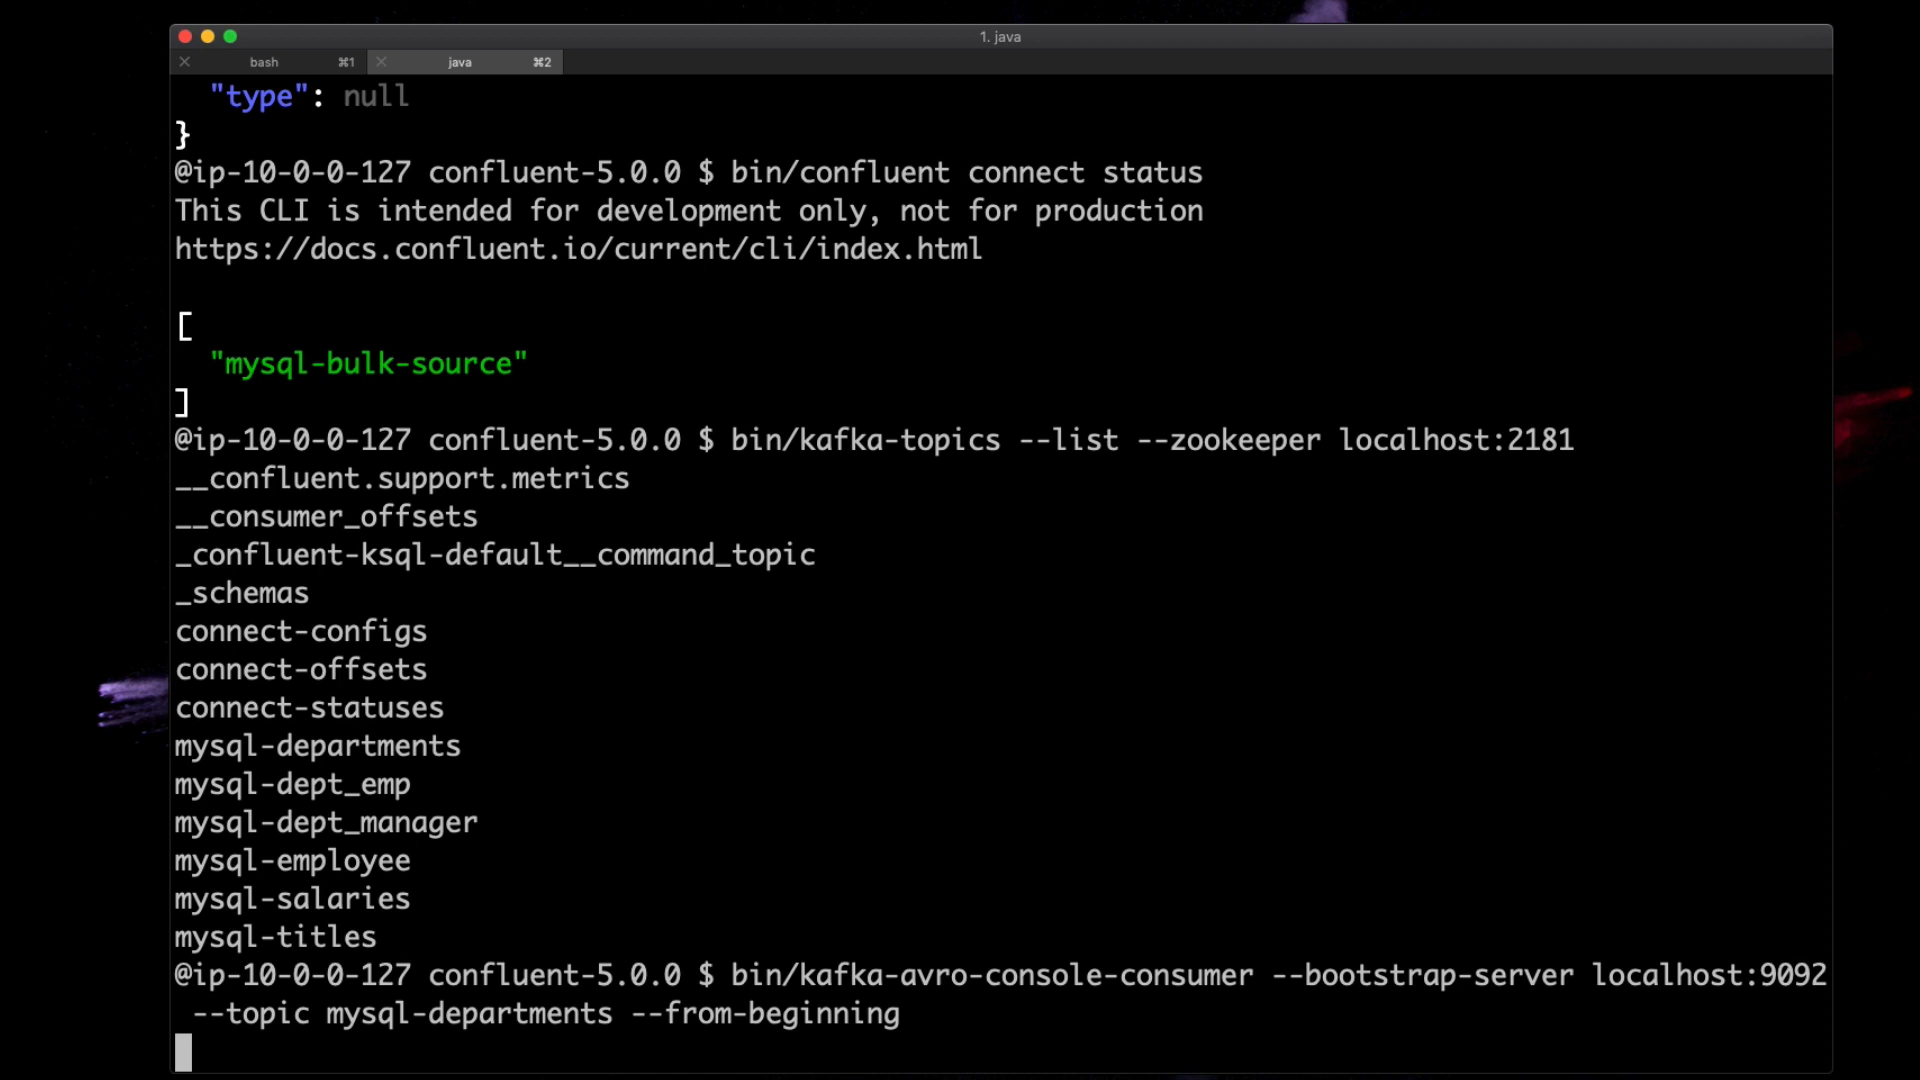 1. java
bash ⌘1 java ⌘2
"type": null
}
@ip-10-0-0-127 confluent-5.0.0 $ bin/confluent connect status
This CLI is intended for development only, not for production
https://docs.confluent.io/current/cli/index.html
[
"mysql-bulk-source"
]
@ip-10-0-0-127 confluent-5.0.0 $ bin/kafka-topics --list --zookeeper localhost:2181
__confluent.support.metrics
__consumer_offsets
_confluent-ksql-default__command_topic
_schemas
connect-configs
connect-offsets
connect-statuses
mysql-departments
mysql-dept_emp
mysql-dept_manager
mysql-employee
mysql-salaries
mysql-titles
@ip-10-0-0-127 confluent-5.0.0 $ bin/kafka-avro-console-consumer --bootstrap-server localhost:9092
--topic mysql-departments --from-beginning